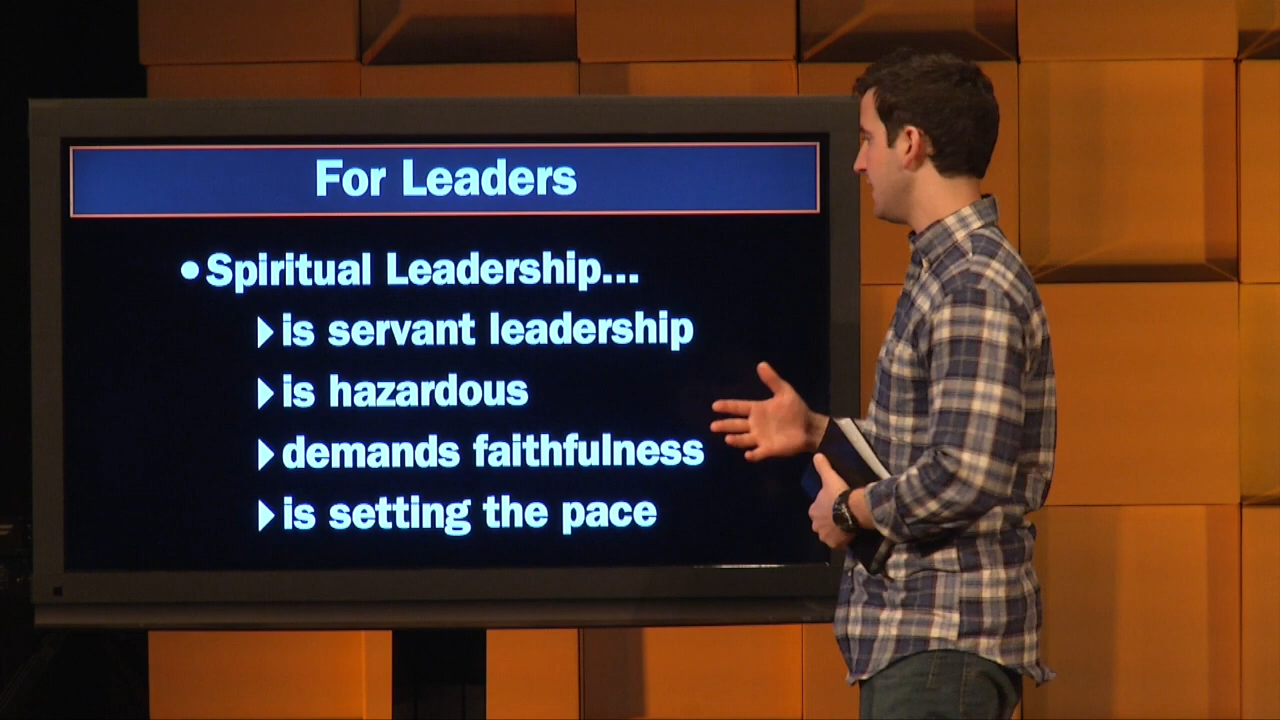 For Leaders
•Spiritual Leadership...
▸is servant leadership
▸is hazardous
▸demands faithfulness
▸is setting the pace